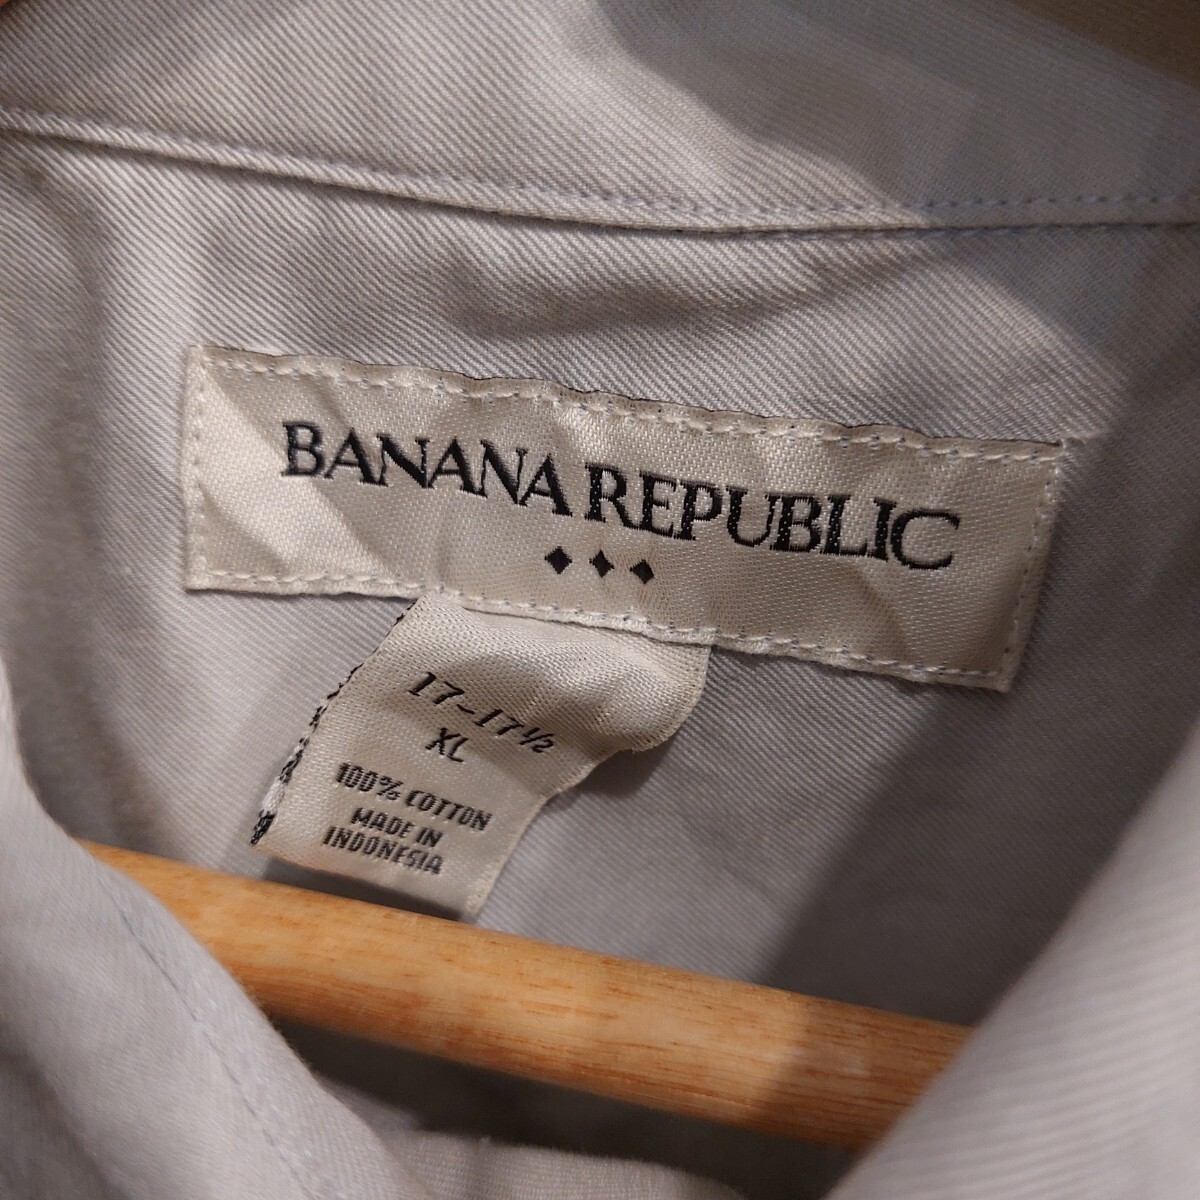 BANANA REPUBLIC
17-17½
XL
100% COTTON
MADE IN
INDONESIA